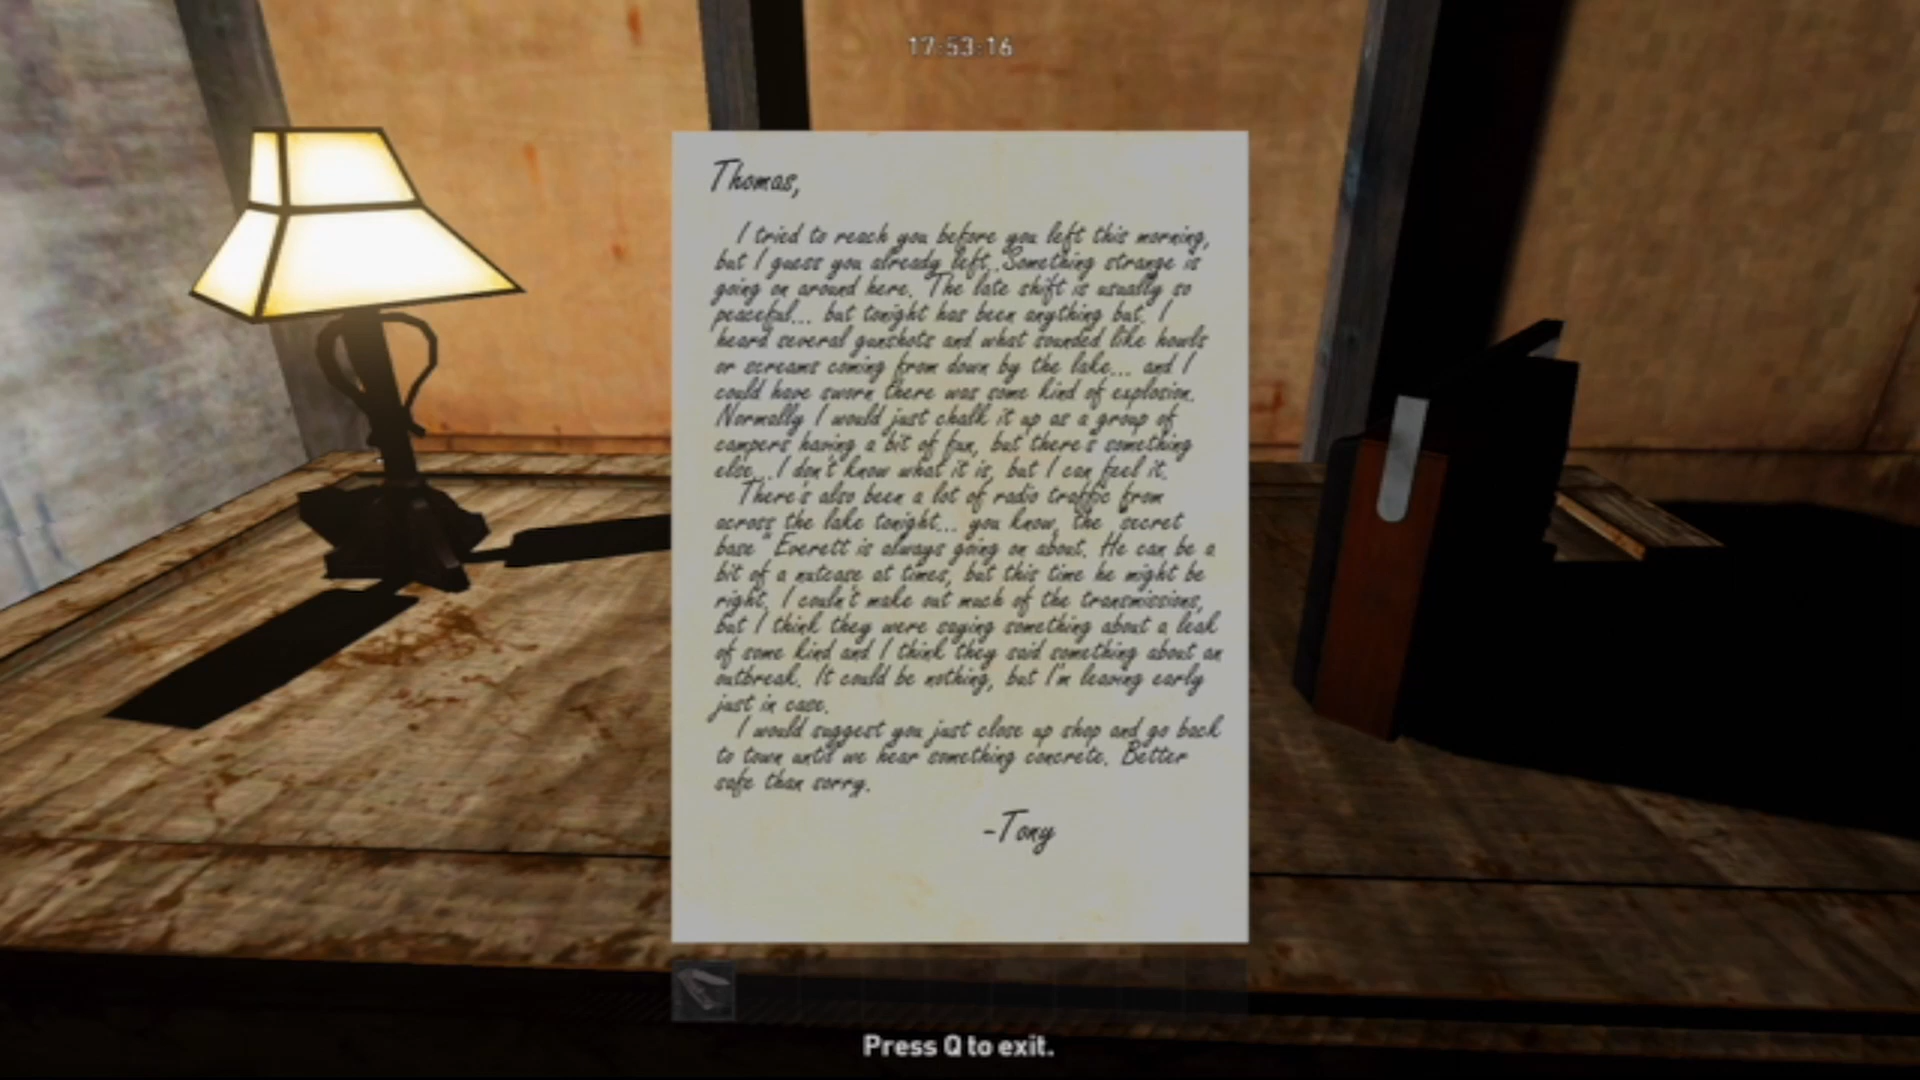 17:53:16
Thomas,
I tried to reach you before you left this morning,
but I guess you already left. Something strange is
going on around here. The late shift is usually so
peaceful... but tonight has been anything but. I
heard several gunshots and what sounded like howls
or screams coming from down by the lake... and I
could have sworn there was some kind of explosion.
Normally I would just chalk it up as a group of
campers having a bit of fun, but there's something
else... I don't know what it is, but I can feel it.
There's also been a lot of radio traffic from
across the lake tonight... you know, the "secret
base" Everett is always going on about. He can be a
bit of a nutcase at times, but this time he might be
right. I couln't make out much of the transmissions,
but I think they were saying something about a leak
of some kind and I think they said something about an
outbreak. It could be nothing, but I'm leaving early
just in case.
I would suggest you just close up shop and go back
to town until we hear something concrete. Better
safe than sorry.
-Tony
Press Q to exit.